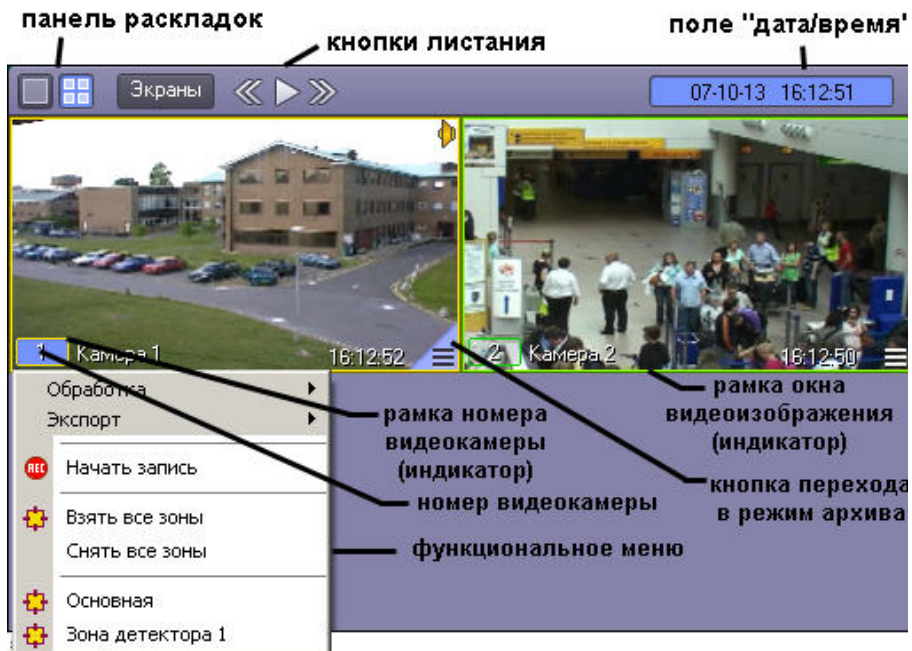 панель раскладок
кнопки листания
поле "дата/время"
Экраны
07-10-13 16:12:51
1 Камера 1 16:12:52
2 Камера 2 16:12:50
Обработка
Экспорт
REC Начать запись
Взять все зоны
Снять все зоны
Основная
Зона детектора 1
рамка номера
видеокамеры
(индикатор)
номер видеокамеры
функциональное меню
рамка окна
видеоизображения
(индикатор)
кнопка перехода
в режим архива